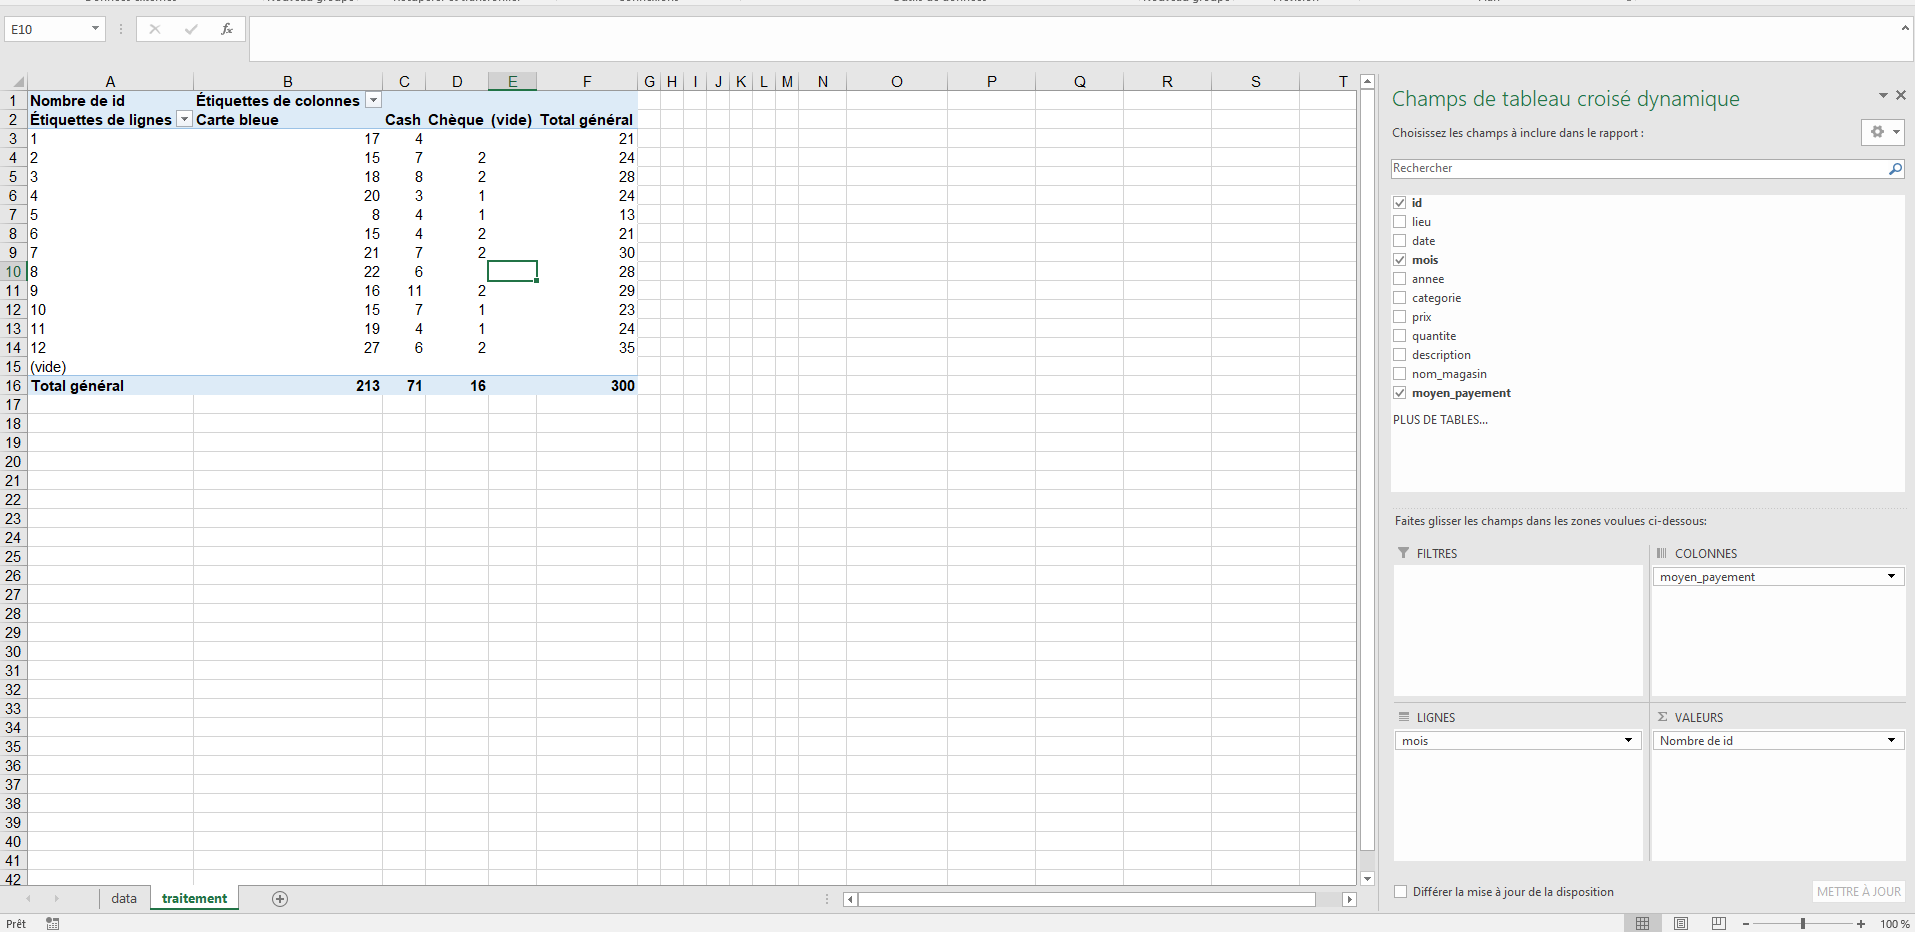 E10
fx
A B C D E F G H I J K L M N O P Q R S T
1 Nombre de id Étiquettes de colonnes
2 Étiquettes de lignes Carte bleue Cash Chèque (vide) Total général
3 1 17 4 21
4 2 15 7 2 24
5 3 18 8 2 28
6 4 20 3 1 24
7 5 8 4 1 13
8 6 15 4 2 21
9 7 21 7 2 30
10 8 22 6 28
11 9 16 11 2 29
12 10 15 7 1 23
13 11 19 4 1 24
14 12 27 6 2 35
15 (vide)
16 Total général 213 71 16 300
17
18
19
20
21
22
23
24
25
26
27
28
29
30
31
32
33
34
35
36
37
38
39
40
41
42
data traitement
Prêt
100 %
Champs de tableau croisé dynamique
Choisissez les champs à inclure dans le rapport :
Rechercher
id
lieu
date
mois
annee
categorie
prix
quantite
description
nom_magasin
moyen_payement
PLUS DE TABLES...
Faites glisser les champs dans les zones voulues ci-dessous:
FILTRES
COLONNES
moyen_payement
LIGNES
mois
Σ VALEURS
Nombre de id
Différer la mise à jour de la disposition
METTRE À JOUR